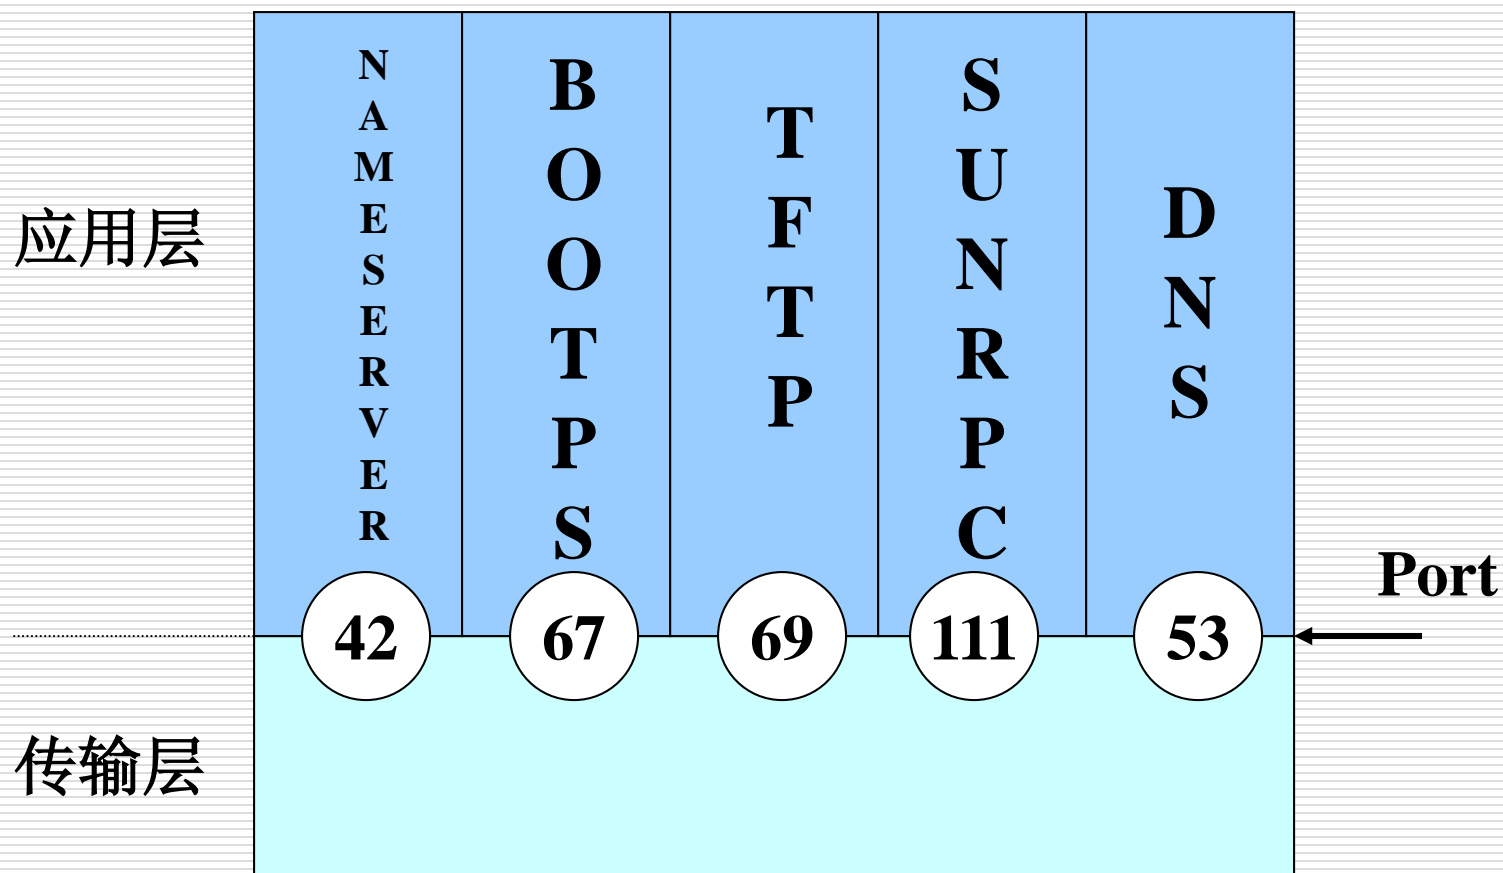 应用层
NAMESERVER
BOOTPS
TFTP
SUNRPC
DNS
42
67
69
111
53
Port
传输层